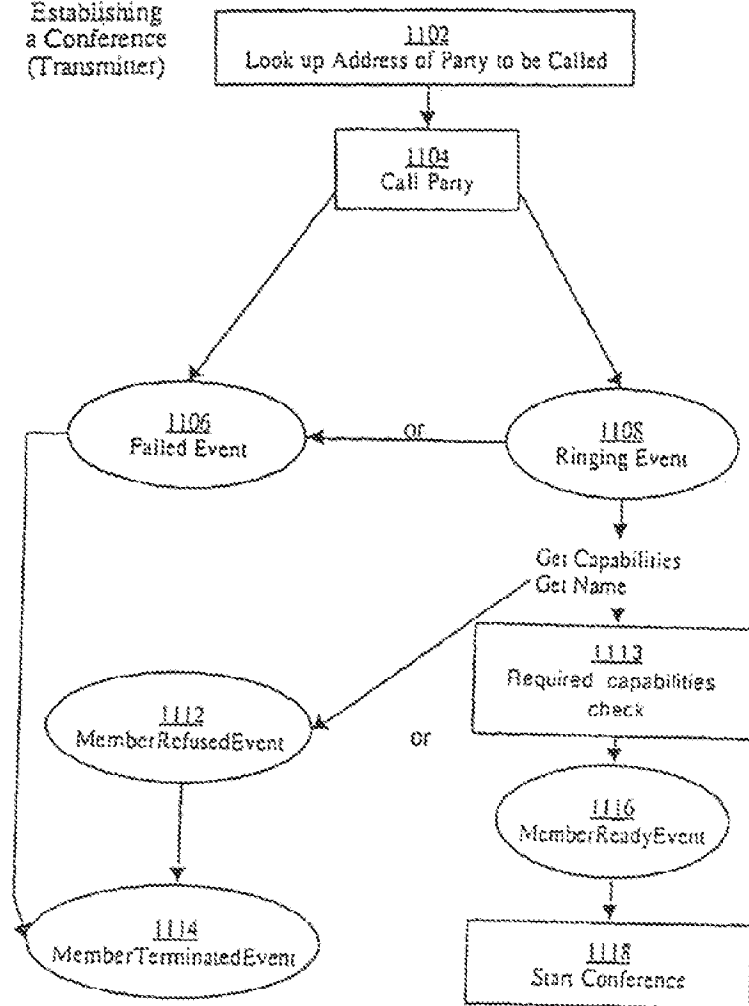 Establishing
a Conference
(Transmitter)
1102
Look up Address of Party to be Called
1104
Call Party
1106
Failed Event
or
1108
Ringing Event
Get Capabilities
Get Name
1113
Required capabilities
check
1112
MemberRefusedEvent
or
1116
MemberReadyEvent
1114
MemberTerminatedEvent
1118
Start Conference